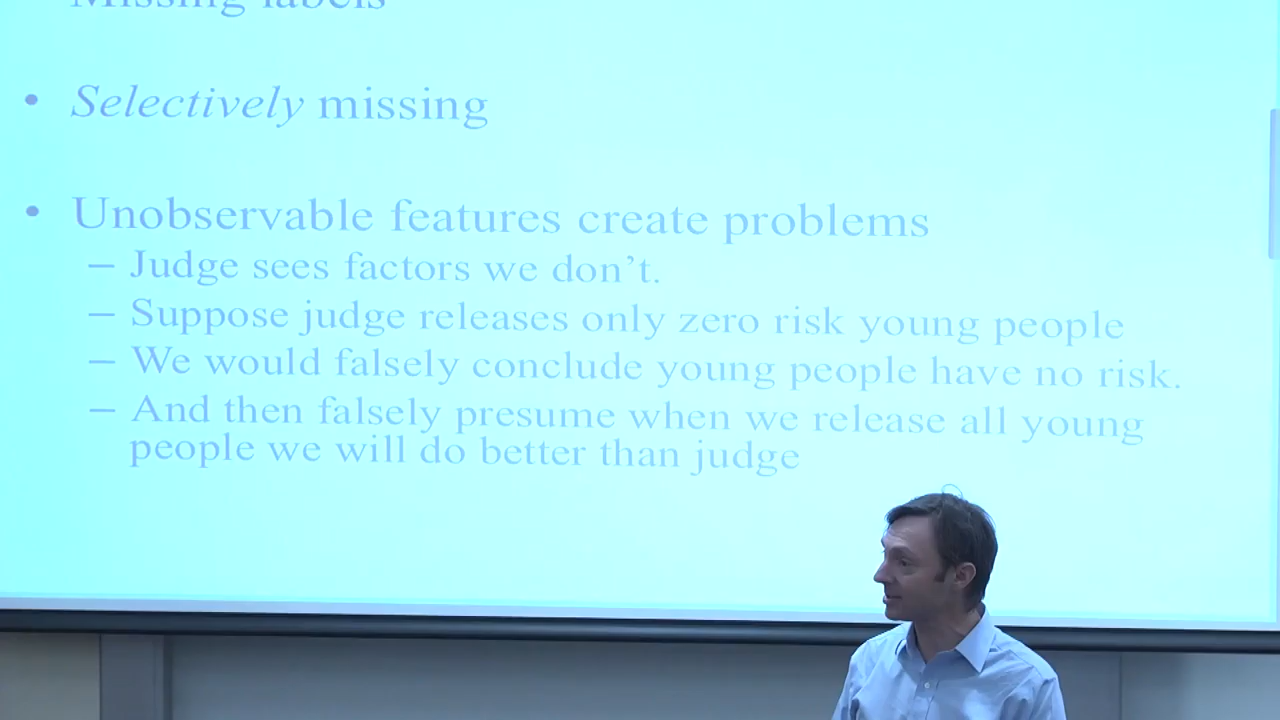 Missing labels
• Selectively missing
• Unobservable features create problems
– Judge sees factors we don't.
– Suppose judge releases only zero risk young people
– We would falsely conclude young people have no risk.
– And then falsely presume when we release all young
people we will do better than judge